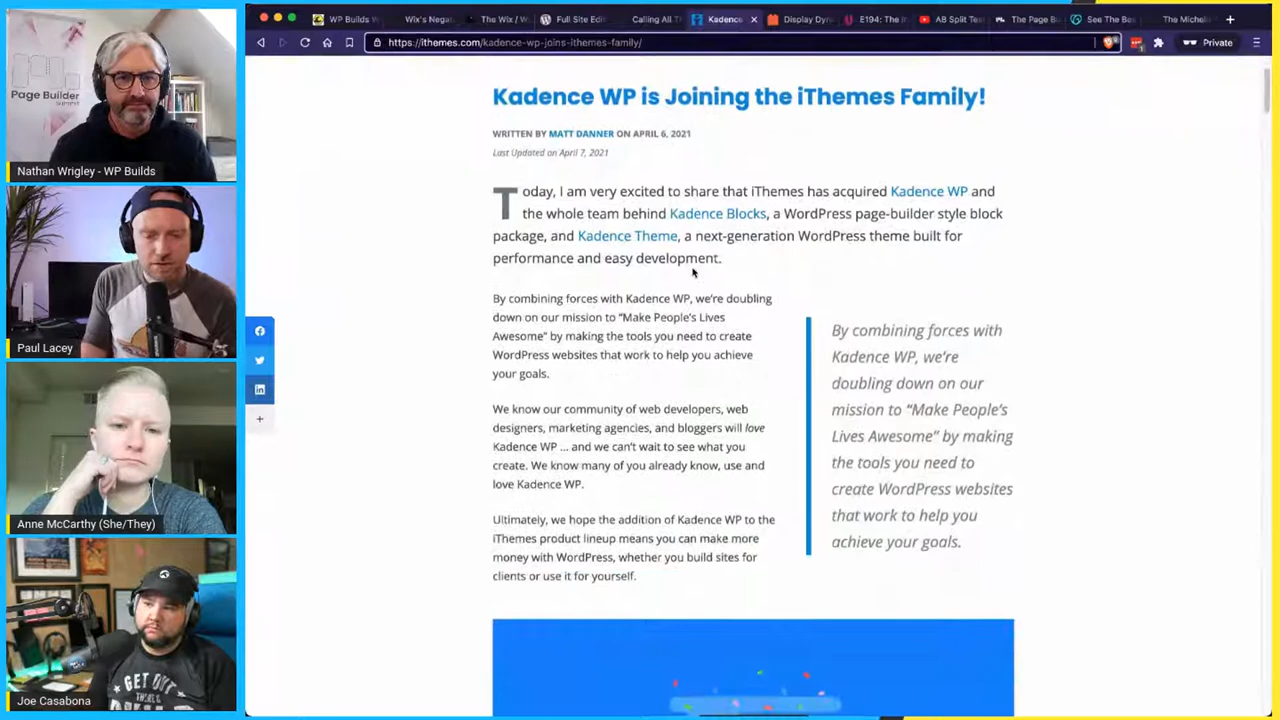 WP Builds W
Wix's Negat
The Wix / W
Full Site Edit
Calling All T
Kadence
Display Dyna
E194: The In
AB Split Test
The Page Bu
See The Bes
The Michelle
https://ithemes.com/kadence-wp-joins-ithemes-family/
Private
Page Builder
Summit
Nathan Wrigley - WP Builds
Paul Lacey
Anne McCarthy (She/They)
GET OUT
Joe Casabona
Kadence WP is Joining the iThemes Family!
WRITTEN BY MATT DANNER ON APRIL 6, 2021
Last Updated on April 7, 2021
Today, I am very excited to share that iThemes has acquired Kadence WP and
the whole team behind Kadence Blocks, a WordPress page-builder style block
package, and Kadence Theme, a next-generation WordPress theme built for
performance and easy development.
By combining forces with Kadence WP, we're doubling
down on our mission to “Make People's Lives
Awesome” by making the tools you need to create
WordPress websites that work to help you achieve
your goals.
We know our community of web developers, web
designers, marketing agencies, and bloggers will love
Kadence WP … and we can't wait to see what you
create. We know many of you already know, use and
love Kadence WP.
Ultimately, we hope the addition of Kadence WP to the
iThemes product lineup means you can make more
money with WordPress, whether you build sites for
clients or use it for yourself.
By combining forces with
Kadence WP, we're
doubling down on our
mission to “Make People's
Lives Awesome” by making
the tools you need to
create WordPress websites
that work to help you
achieve your goals.